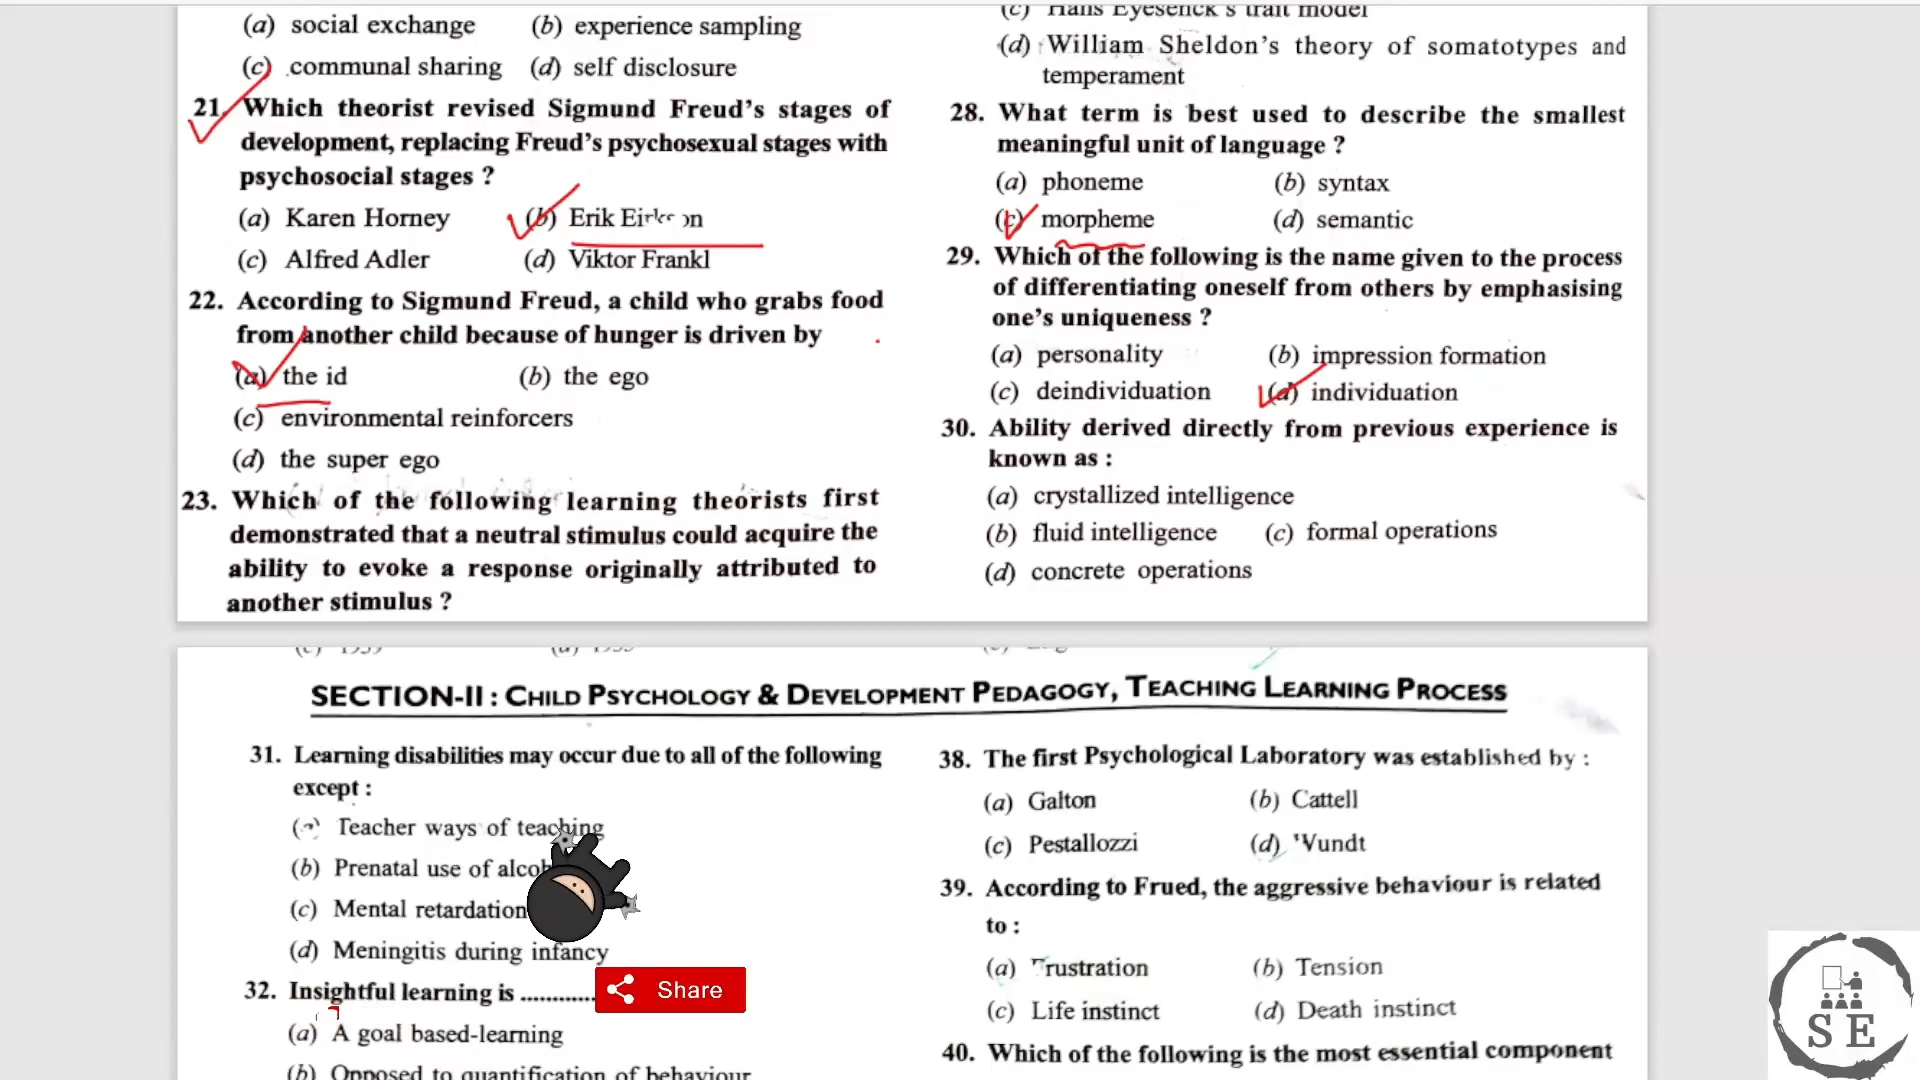 (a) social exchange (b) experience sampling
(c) communal sharing (d) self disclosure
21. Which theorist revised Sigmund Freud's stages of
development, replacing Freud's psychosexual stages with
psychosocial stages ?
(a) Karen Horney (b) Erik
(c) Alfred Adler (d) Viktor Frankl
22. According to Sigmund Freud, a child who grabs food
from another child because of hunger is driven by
(a) the id (b) the ego
(c) environmental reinforcers
(d) the super ego
23. Which of the following learning theorists first
demonstrated that a neutral stimulus could acquire the
ability to evoke a response originally attributed to
another stimulus ?
(c) Hans Eyesenck's trait model
(d) William Sheldon's theory of somatotypes and
temperament
28. What term is best used to describe the smallest
meaningful unit of language ?
(a) phoneme (b) syntax
(c) morpheme (d) semantic
29. Which of the following is the name given to the process
of differentiating oneself from others by emphasising
one's uniqueness ?
(a) personality (b) impression formation
(c) deindividuation (d) individuation
30. Ability derived directly from previous experience is
known as :
(a) crystallized intelligence
(b) fluid intelligence (c) formal operations
(d) concrete operations
SECTION-II : CHILD PSYCHOLOGY & DEVELOPMENT PEDAGOGY, TEACHING LEARNING PROCESS
31. Learning disabilities may occur due to all of the following
except :
(a) Teacher ways of teaching
(b) Prenatal use of
(c) Mental retardation
(d) Meningitis during infancy
32. Insightful learning is ............
(a) A goal based-learning
(b) Opposed to quantification of behaviour
38. The first Psychological Laboratory was established by :
(a) Galton (b) Cattell
(c) Pestallozzi (d) Wundt
39. According to Frued, the aggressive behaviour is related
to :
(a) Frustration (b) Tension
(c) Life instinct (d) Death instinct
40. Which of the following is the most essential component
Share
S E